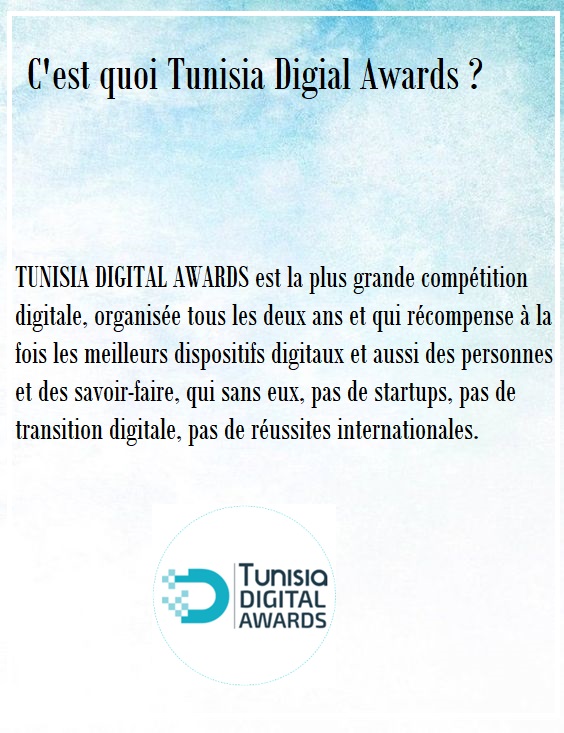 C'est quoi Tunisia Digial Awards ?
TUNISIA DIGITAL AWARDS est la plus grande compétition
digitale, organisée tous les deux ans et qui récompense à la
fois les meilleurs dispositifs digitaux et aussi des personnes
et des savoir-faire, qui sans eux, pas de startups, pas de
transition digitale, pas de réussites internationales.
Tunisia
DIGITAL
AWARDS